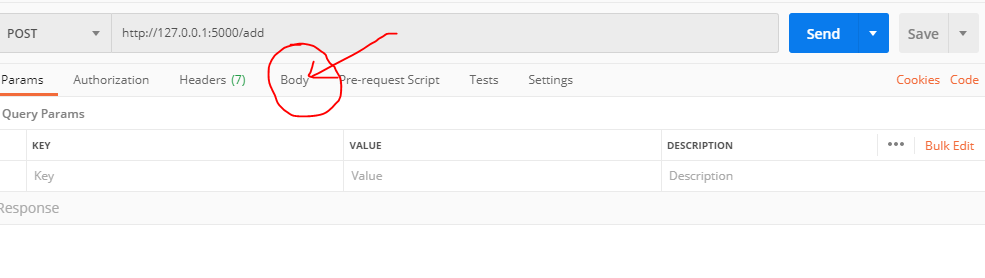 POST http://127.0.0.1:5000/add Send Save
Params Authorization Headers (7) Body Pre-request Script Tests Settings Cookies Code
Query Params
KEY VALUE DESCRIPTION ••• Bulk Edit
Key Value Description
Response